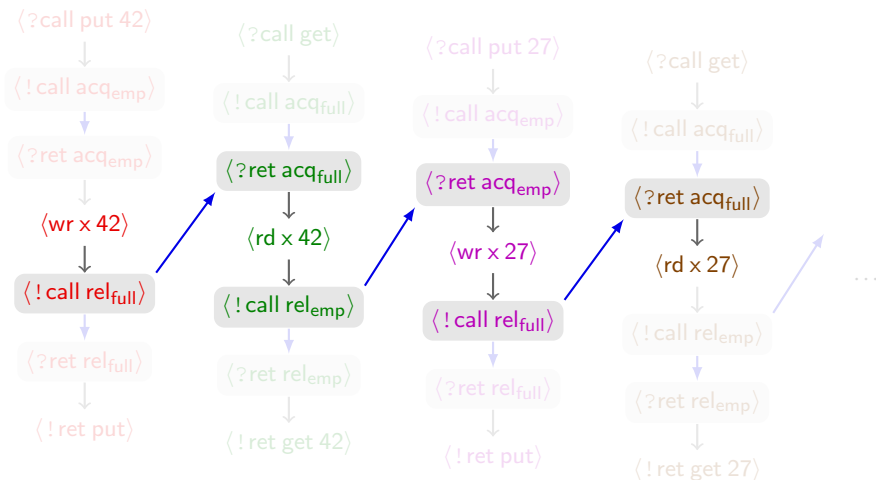 ⟨?call put 42⟩
⟨!call acq_emp⟩
⟨?ret acq_emp⟩
⟨wr x 42⟩
⟨!call rel_full⟩
⟨?ret rel_full⟩
⟨!ret put⟩
⟨?call get⟩
⟨!call acq_full⟩
⟨?ret acq_full⟩
⟨rd x 42⟩
⟨!call rel_emp⟩
⟨?ret rel_emp⟩
⟨!ret get 42⟩
⟨?call put 27⟩
⟨!call acq_emp⟩
⟨?ret acq_emp⟩
⟨wr x 27⟩
⟨!call rel_full⟩
⟨?ret rel_full⟩
⟨!ret put⟩
⟨?call get⟩
⟨!call acq_full⟩
⟨?ret acq_full⟩
⟨rd x 27⟩
⟨!call rel_emp⟩
⟨?ret rel_emp⟩
⟨!ret get 27⟩
...